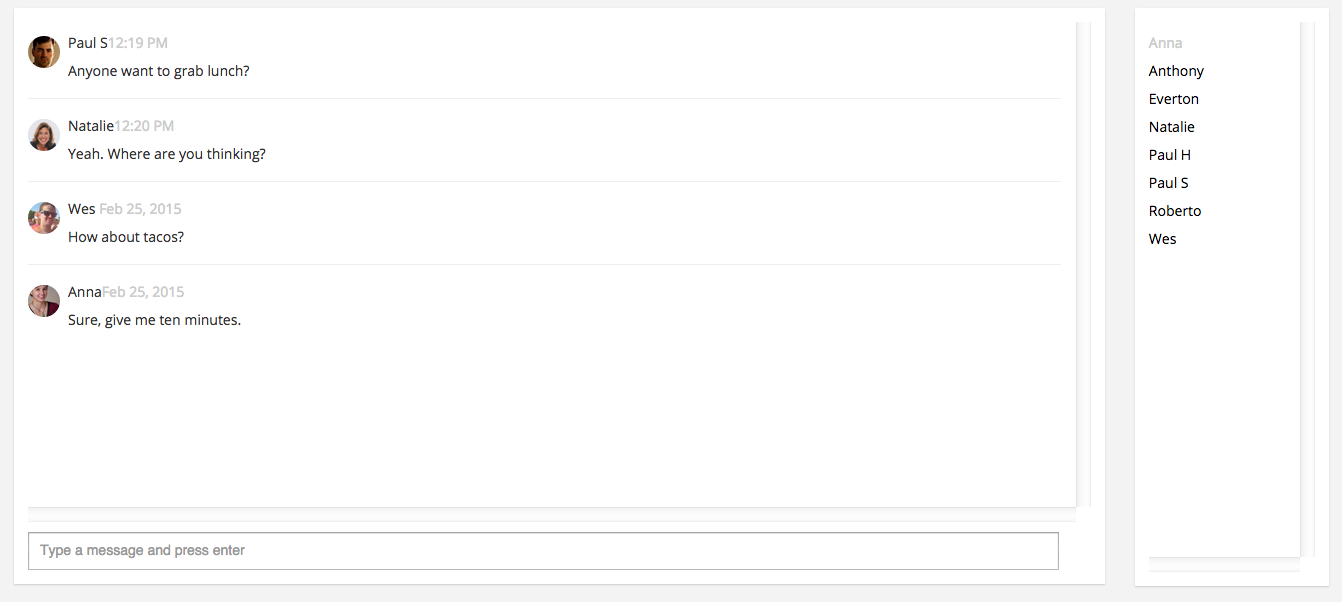 Paul S12:19 PM
Anyone want to grab lunch?
Natalie12:20 PM
Yeah. Where are you thinking?
Wes Feb 25, 2015
How about tacos?
AnnaFeb 25, 2015
Sure, give me ten minutes.
Type a message and press enter
Anna
Anthony
Everton
Natalie
Paul H
Paul S
Roberto
Wes